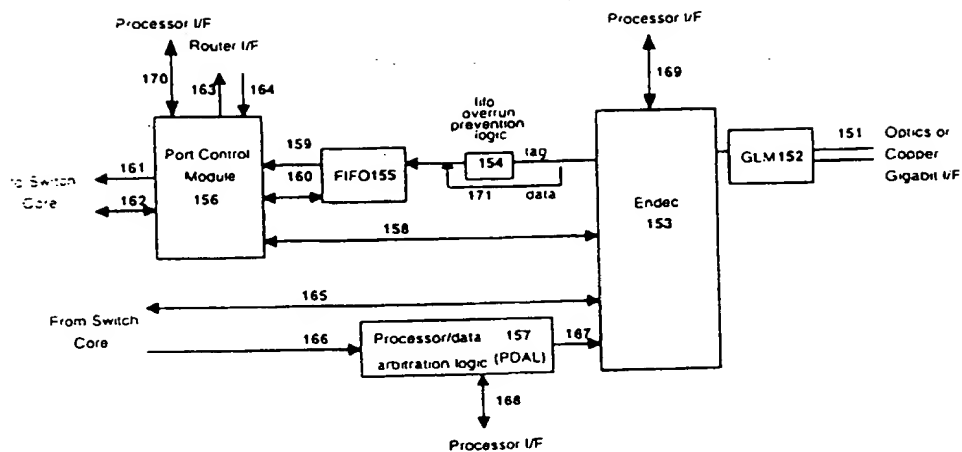 Processor I/F
Router I/F
170
163
164
Port Control
Module
156
161
to Switch
Core
162
159
160
FIFO155
fifo
overrun
prevention
logic
154
tag
171
data
158
Processor I/F
169
Endec
153
GLM152
151
Optics or
Copper
Gigabit I/F
165
From Switch
Core
166
Processor/data 157
arbitration logic (PDAL)
167
168
Processor I/F